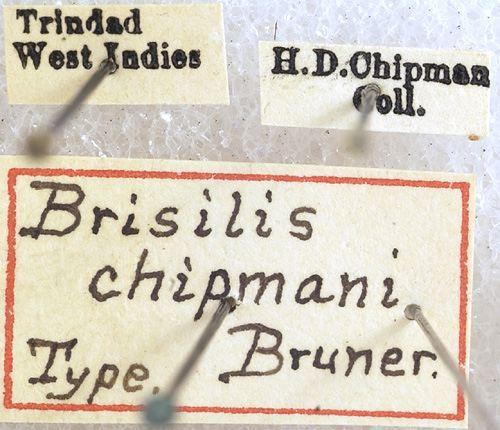 Trindad
West Indies
H.D.Chipman
Coll.
Brisilis
chipmani
Type. Bruner.